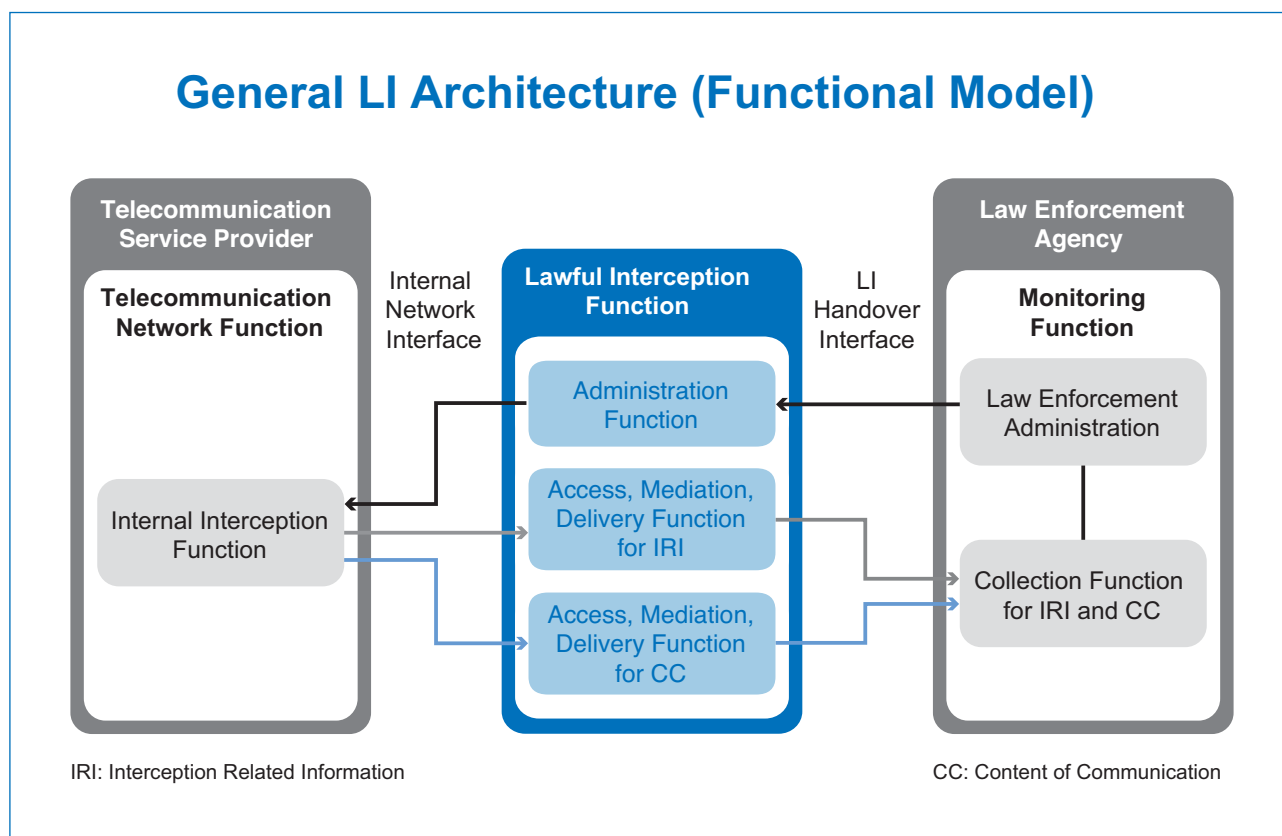 General LI Architecture (Functional Model)
Telecommunication
Service Provider
Telecommunication
Network Function
Internal Interception
Function
Internal
Network
Interface
Lawful Interception
Function
Administration
Function
Access, Mediation,
Delivery Function
for IRI
Access, Mediation,
Delivery Function
for CC
LI
Handover
Interface
Law Enforcement
Agency
Monitoring
Function
Law Enforcement
Administration
Collection Function
for IRI and CC
IRI: Interception Related Information
CC: Content of Communication